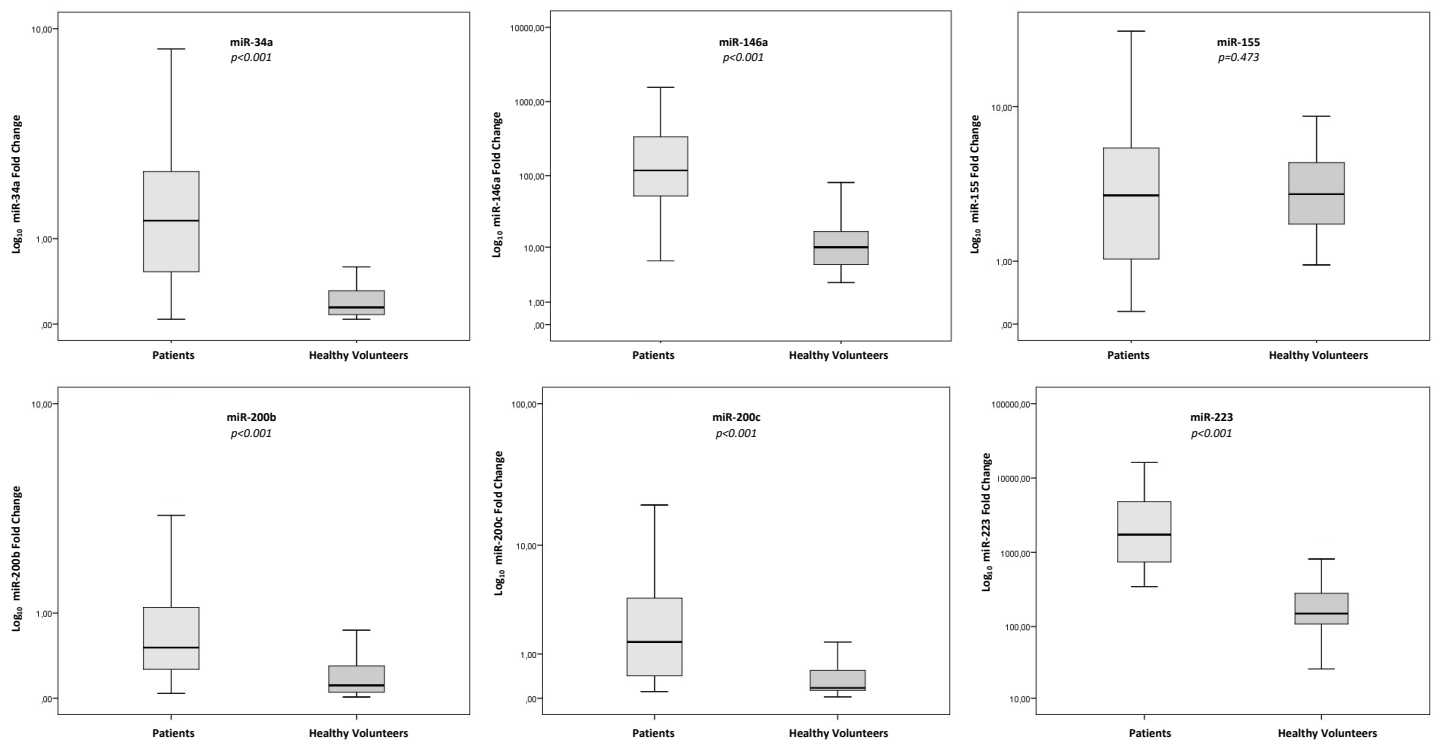 miR-34a
p<0.001
10,00
1,00
,00
Log₁₀ miR-34a Fold Change
Patients
Healthy Volunteers
miR-146a
p<0.001
10000,00
1000,00
100,00
10,00
1,00
,00
Log₁₀ miR-146a Fold Change
Patients
Healthy Volunteers
miR-155
p=0.473
10,00
1,00
,00
Log₁₀ miR-155 Fold Change
Patients
Healthy Volunteers
miR-200b
p<0.001
10,00
1,00
,00
Log₁₀ miR-200b Fold Change
Patients
Healthy Volunteers
miR-200c
p<0.001
100,00
10,00
1,00
,00
Log₁₀ miR-200c Fold Change
Patients
Healthy Volunteers
miR-223
p<0.001
100000,00
10000,00
1000,00
100,00
10,00
Log₁₀ miR-223 Fold Change
Patients
Healthy Volunteers